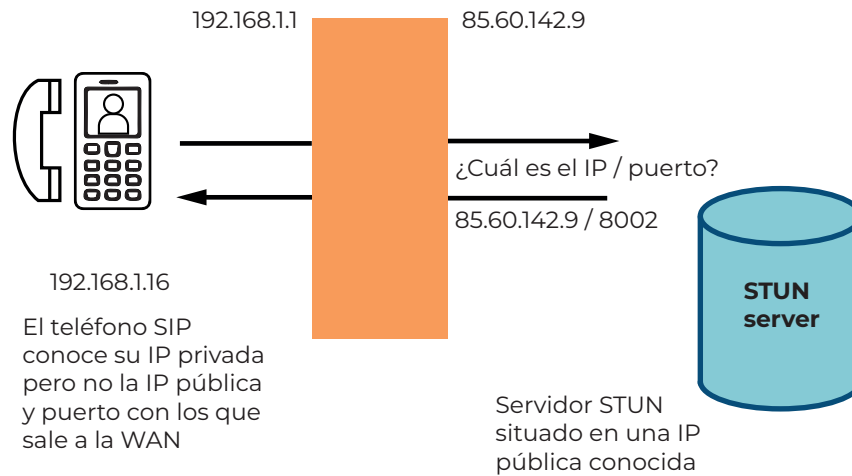 192.168.1.1
85.60.142.9
¿Cuál es el IP / puerto?
85.60.142.9 / 8002
192.168.1.16
El teléfono SIP
conoce su IP privada
pero no la IP pública
y puerto con los que
sale a la WAN
STUN
server
Servidor STUN
situado en una IP
pública conocida